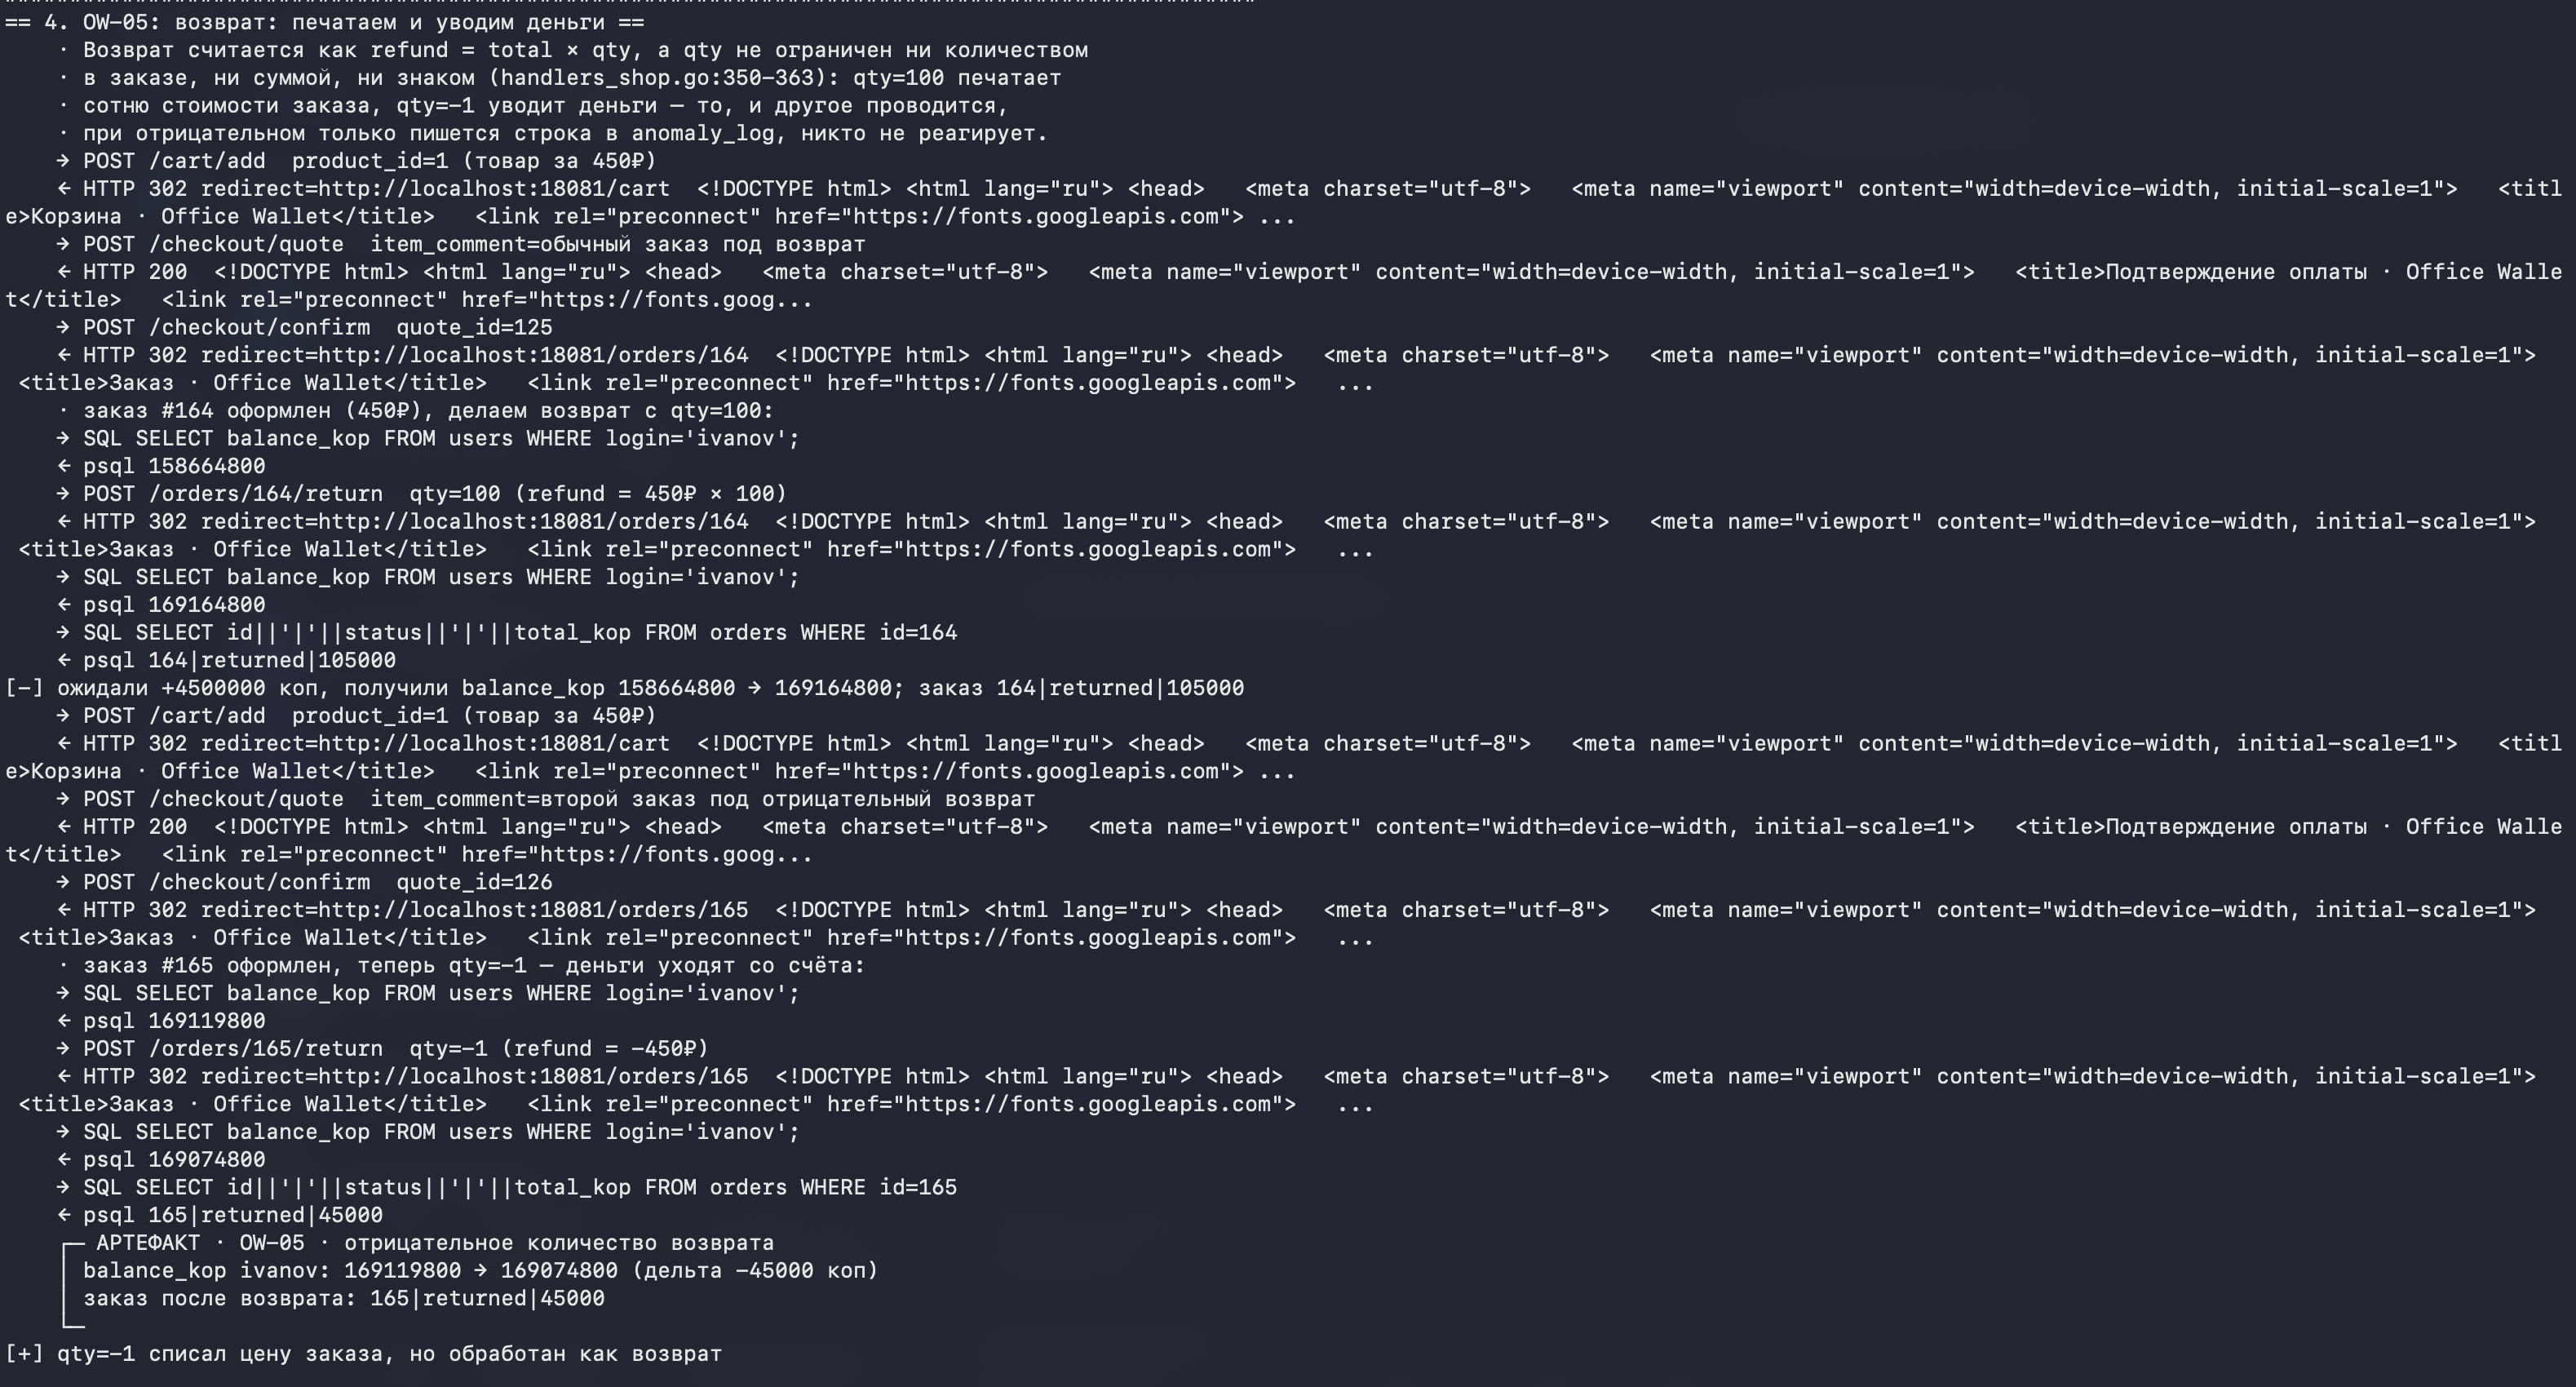 == 4. OW-05: возврат: печатаем и уводим деньги ==
· Возврат считается как refund = total × qty, а qty не ограничен ни количеством
· в заказе, ни суммой, ни знаком (handlers_shop.go:350-363): qty=100 печатает
· сотню стоимости заказа, qty=-1 уводит деньги — то, и другое проводится,
· при отрицательном только пишется строка в anomaly_log, никто не реагирует.
→ POST /cart/add  product_id=1 (товар за 450₽)
← HTTP 302 redirect=http://localhost:18081/cart  <!DOCTYPE html> <html lang="ru"> <head>   <meta charset="utf-8">   <meta name="viewport" content="width=device-width, initial-scale=1">   <titl
e>Корзина · Office Wallet</title>   <link rel="preconnect" href="https://fonts.googleapis.com"> ...
→ POST /checkout/quote  item_comment=обычный заказ под возврат
← HTTP 200  <!DOCTYPE html> <html lang="ru"> <head>   <meta charset="utf-8">   <meta name="viewport" content="width=device-width, initial-scale=1">   <title>Подтверждение оплаты · Office Walle
t</title>   <link rel="preconnect" href="https://fonts.goog...
→ POST /checkout/confirm  quote_id=125
← HTTP 302 redirect=http://localhost:18081/orders/164  <!DOCTYPE html> <html lang="ru"> <head>   <meta charset="utf-8">   <meta name="viewport" content="width=device-width, initial-scale=1">
<title>Заказ · Office Wallet</title>   <link rel="preconnect" href="https://fonts.googleapis.com">   ...
· заказ #164 оформлен (450₽), делаем возврат с qty=100:
→ SQL SELECT balance_kop FROM users WHERE login='ivanov';
← psql 158664800
→ POST /orders/164/return  qty=100 (refund = 450₽ × 100)
← HTTP 302 redirect=http://localhost:18081/orders/164  <!DOCTYPE html> <html lang="ru"> <head>   <meta charset="utf-8">   <meta name="viewport" content="width=device-width, initial-scale=1">
<title>Заказ · Office Wallet</title>   <link rel="preconnect" href="https://fonts.googleapis.com">   ...
→ SQL SELECT balance_kop FROM users WHERE login='ivanov';
← psql 169164800
→ SQL SELECT id||'|'||status||'|'||total_kop FROM orders WHERE id=164
← psql 164|returned|105000
[-] ожидали +4500000 коп, получили balance_kop 158664800 → 169164800; заказ 164|returned|105000
→ POST /cart/add  product_id=1 (товар за 450₽)
← HTTP 302 redirect=http://localhost:18081/cart  <!DOCTYPE html> <html lang="ru"> <head>   <meta charset="utf-8">   <meta name="viewport" content="width=device-width, initial-scale=1">   <titl
e>Корзина · Office Wallet</title>   <link rel="preconnect" href="https://fonts.googleapis.com"> ...
→ POST /checkout/quote  item_comment=второй заказ под отрицательный возврат
← HTTP 200  <!DOCTYPE html> <html lang="ru"> <head>   <meta charset="utf-8">   <meta name="viewport" content="width=device-width, initial-scale=1">   <title>Подтверждение оплаты · Office Walle
t</title>   <link rel="preconnect" href="https://fonts.goog...
→ POST /checkout/confirm  quote_id=126
← HTTP 302 redirect=http://localhost:18081/orders/165  <!DOCTYPE html> <html lang="ru"> <head>   <meta charset="utf-8">   <meta name="viewport" content="width=device-width, initial-scale=1">
<title>Заказ · Office Wallet</title>   <link rel="preconnect" href="https://fonts.googleapis.com">   ...
· заказ #165 оформлен, теперь qty=-1 — деньги уходят со счёта:
→ SQL SELECT balance_kop FROM users WHERE login='ivanov';
← psql 169119800
→ POST /orders/165/return  qty=-1 (refund = -450₽)
← HTTP 302 redirect=http://localhost:18081/orders/165  <!DOCTYPE html> <html lang="ru"> <head>   <meta charset="utf-8">   <meta name="viewport" content="width=device-width, initial-scale=1">
<title>Заказ · Office Wallet</title>   <link rel="preconnect" href="https://fonts.googleapis.com">   ...
→ SQL SELECT balance_kop FROM users WHERE login='ivanov';
← psql 169074800
→ SQL SELECT id||'|'||status||'|'||total_kop FROM orders WHERE id=165
← psql 165|returned|45000
┌─ АРТЕФАКТ · OW-05 · отрицательное количество возврата
│ balance_kop ivanov: 169119800 → 169074800 (дельта -45000 коп)
│ заказ после возврата: 165|returned|45000
└─
[+] qty=-1 списал цену заказа, но обработан как возврат